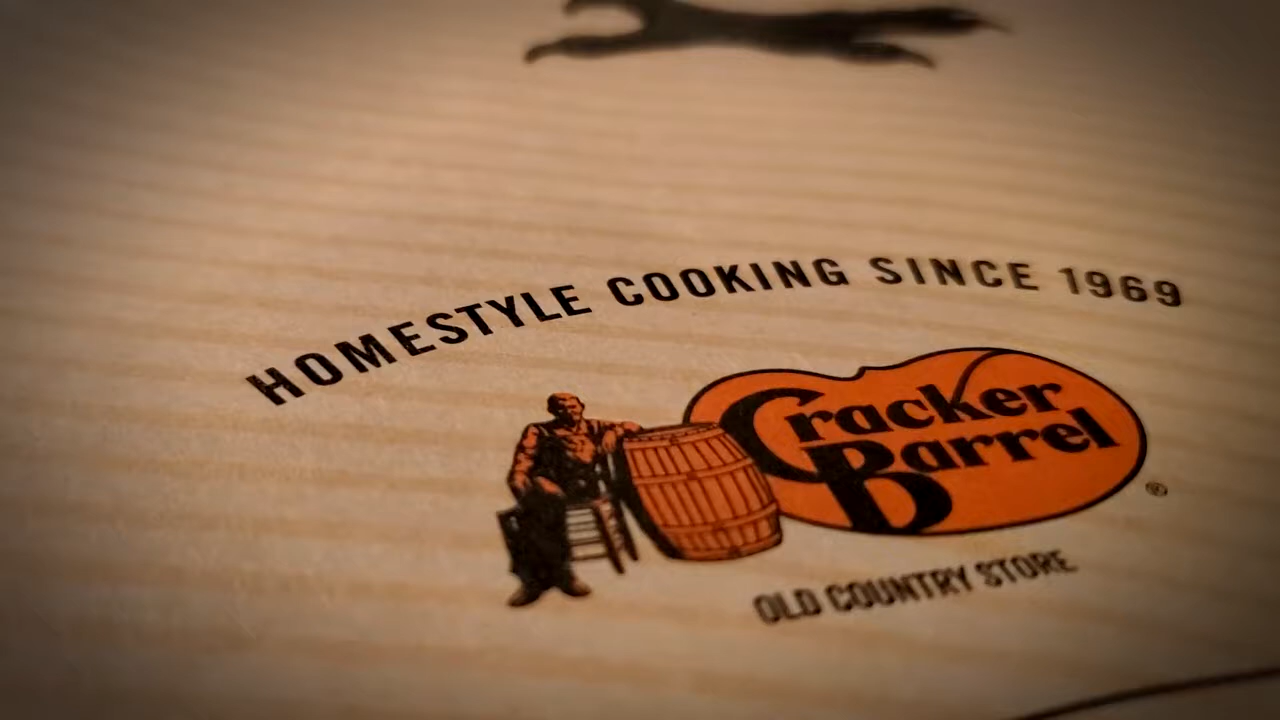 HOMESTYLE COOKING SINCE 1969
Cracker
Barrel
®
OLD COUNTRY STORE